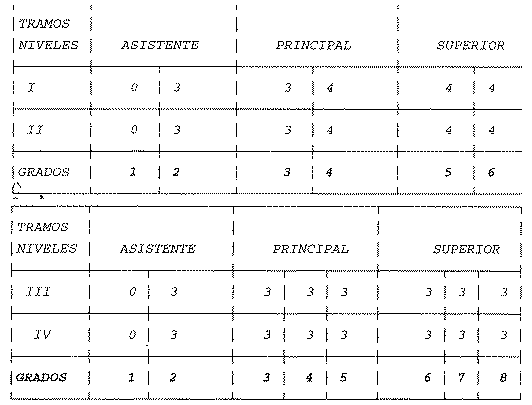 TRAMOS
NIVELES ASISTENTE PRINCIPAL SUPERIOR
I 0 3 3 4 4 4
II 0 3 3 4 4 4
GRADOS 1 2 3 4 5 6
TRAMOS
NIVELES ASISTENTE PRINCIPAL SUPERIOR
III 0 3 3 3 3 3 3 3
IV 0 3 3 3 3 3 3 3
GRADOS 1 2 3 4 5 6 7 8